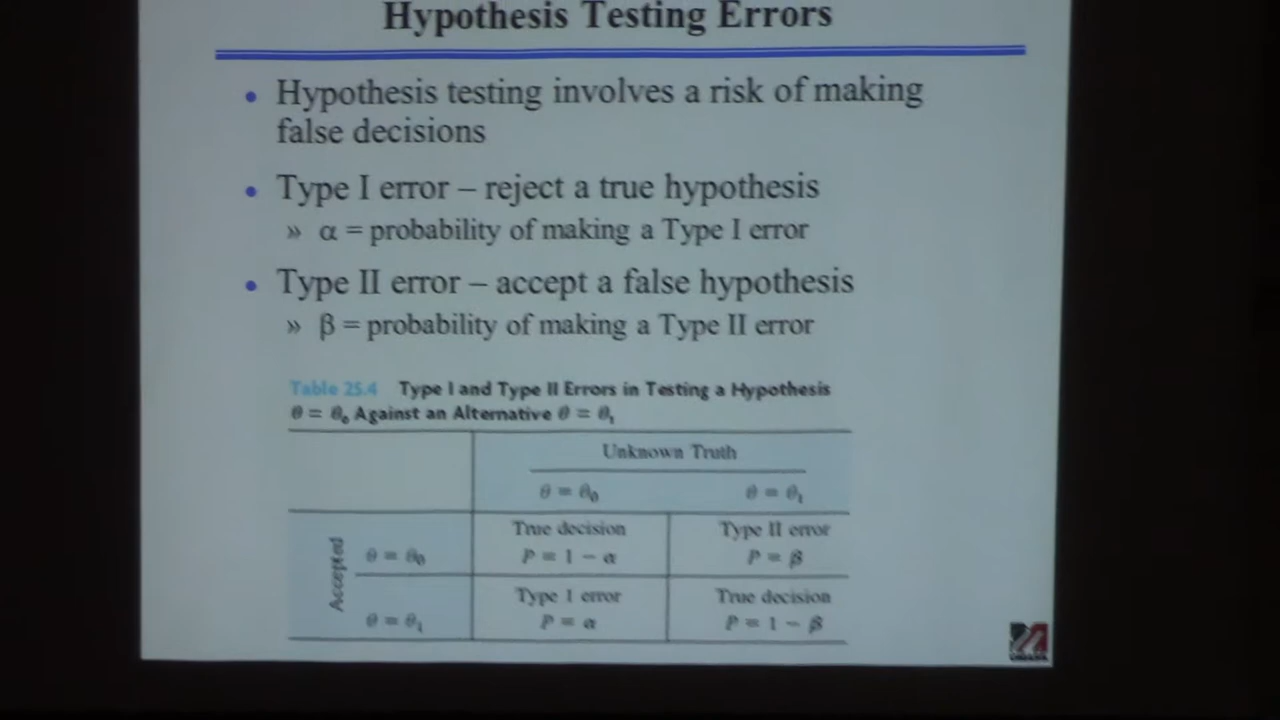 Hypothesis Testing Errors
• Hypothesis testing involves a risk of making
false decisions
• Type I error – reject a true hypothesis
» α = probability of making a Type I error
• Type II error – accept a false hypothesis
» β = probability of making a Type II error
Table 25.4 Type I and Type II Errors in Testing a Hypothesis
θ = θ₀ Against an Alternative θ = θ₁
Unknown Truth
θ = θ₀ θ = θ₁
Accepted
θ = θ₀ True decision Type II error
P = 1 − α P = β
θ = θ₁ Type I error True decision
P = α P = 1 − β